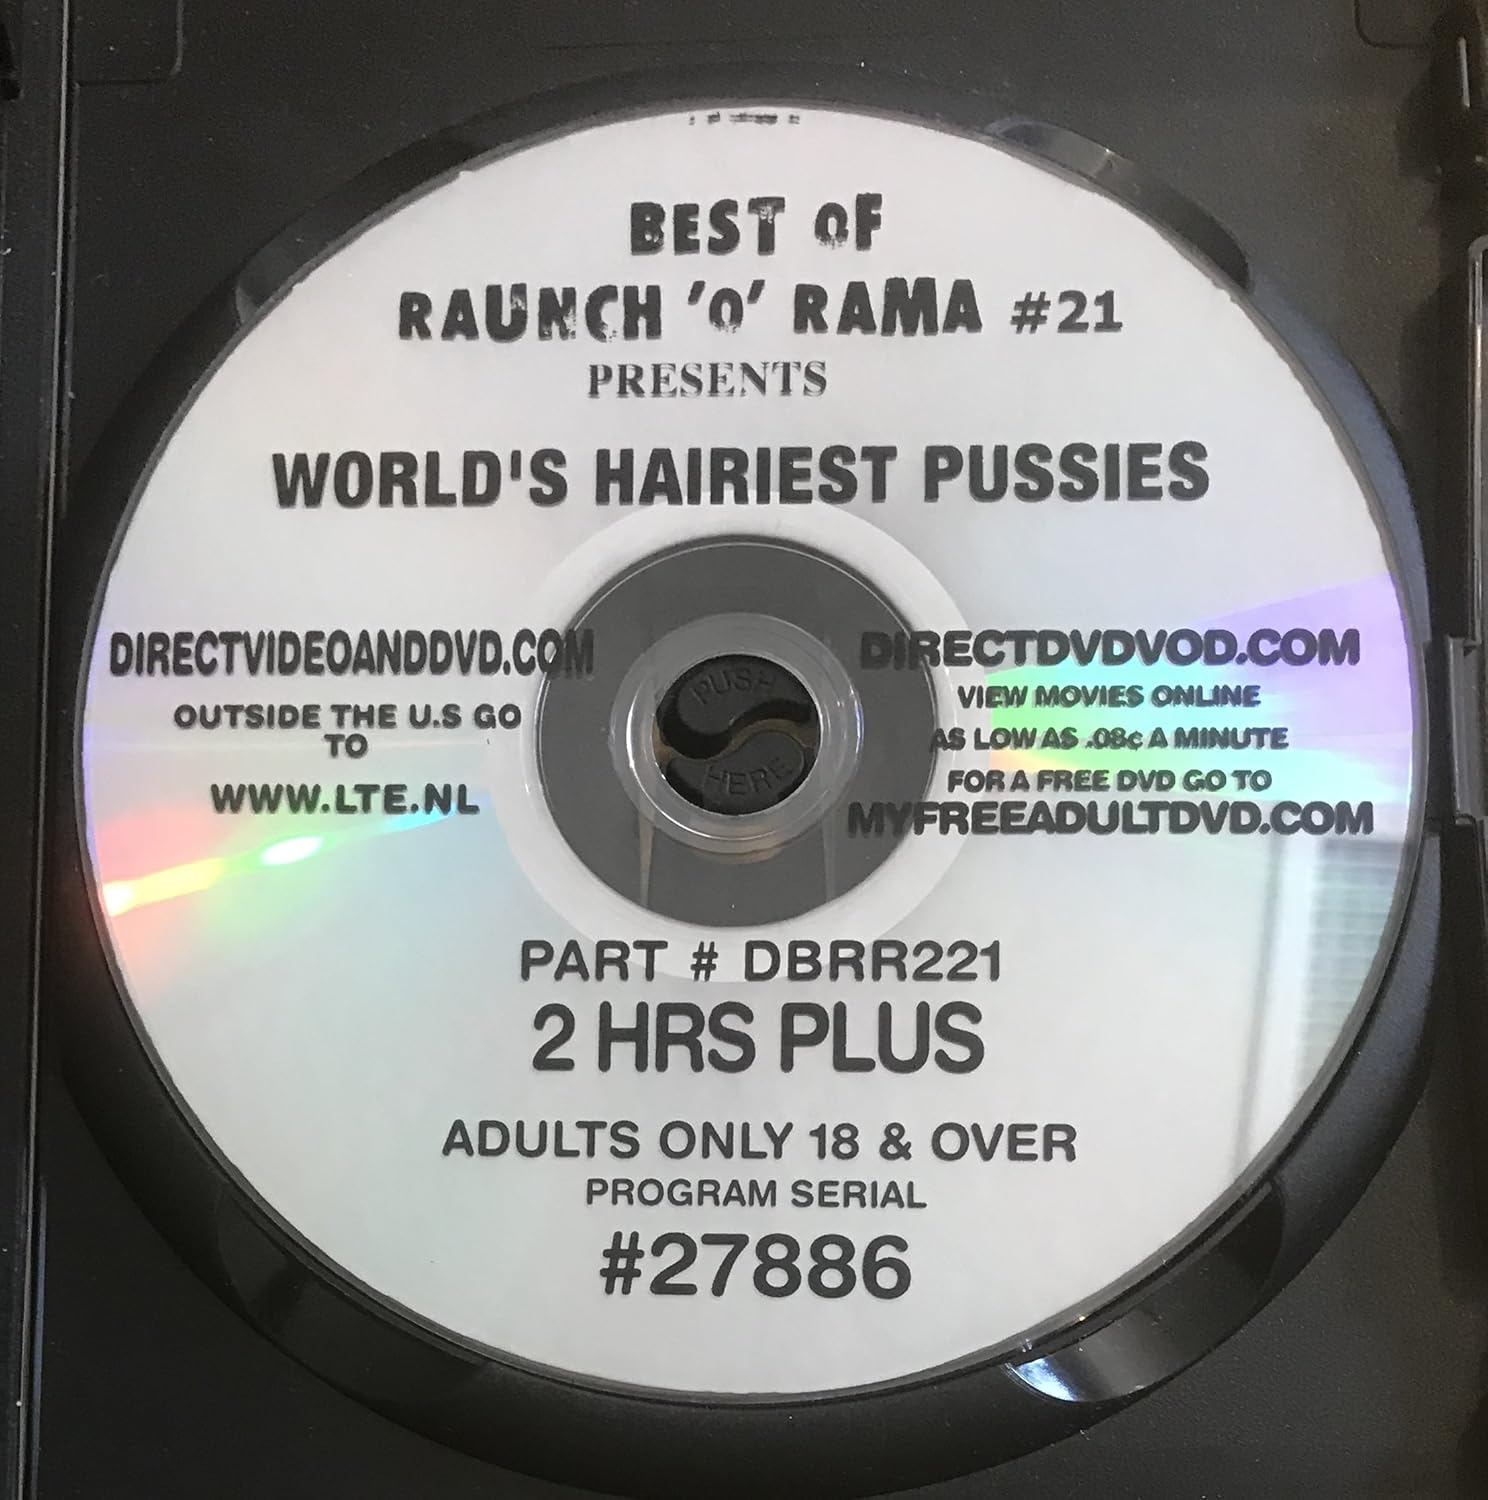 BEST OF
RAUNCH 'O' RAMA #21
PRESENTS
WORLD'S HAIRIEST PUSSIES
DIRECTVIDEOANDDVD.COM
OUTSIDE THE U.S GO
TO
WWW.LTE.NL
PUSH
HERE
DIRECTDVDVOD.COM
VIEW MOVIES ONLINE
AS LOW AS .08¢ A MINUTE
FOR A FREE DVD GO TO
MYFREEADULTDVD.COM
PART # DBRR221
2 HRS PLUS
ADULTS ONLY 18 & OVER
PROGRAM SERIAL
#27886